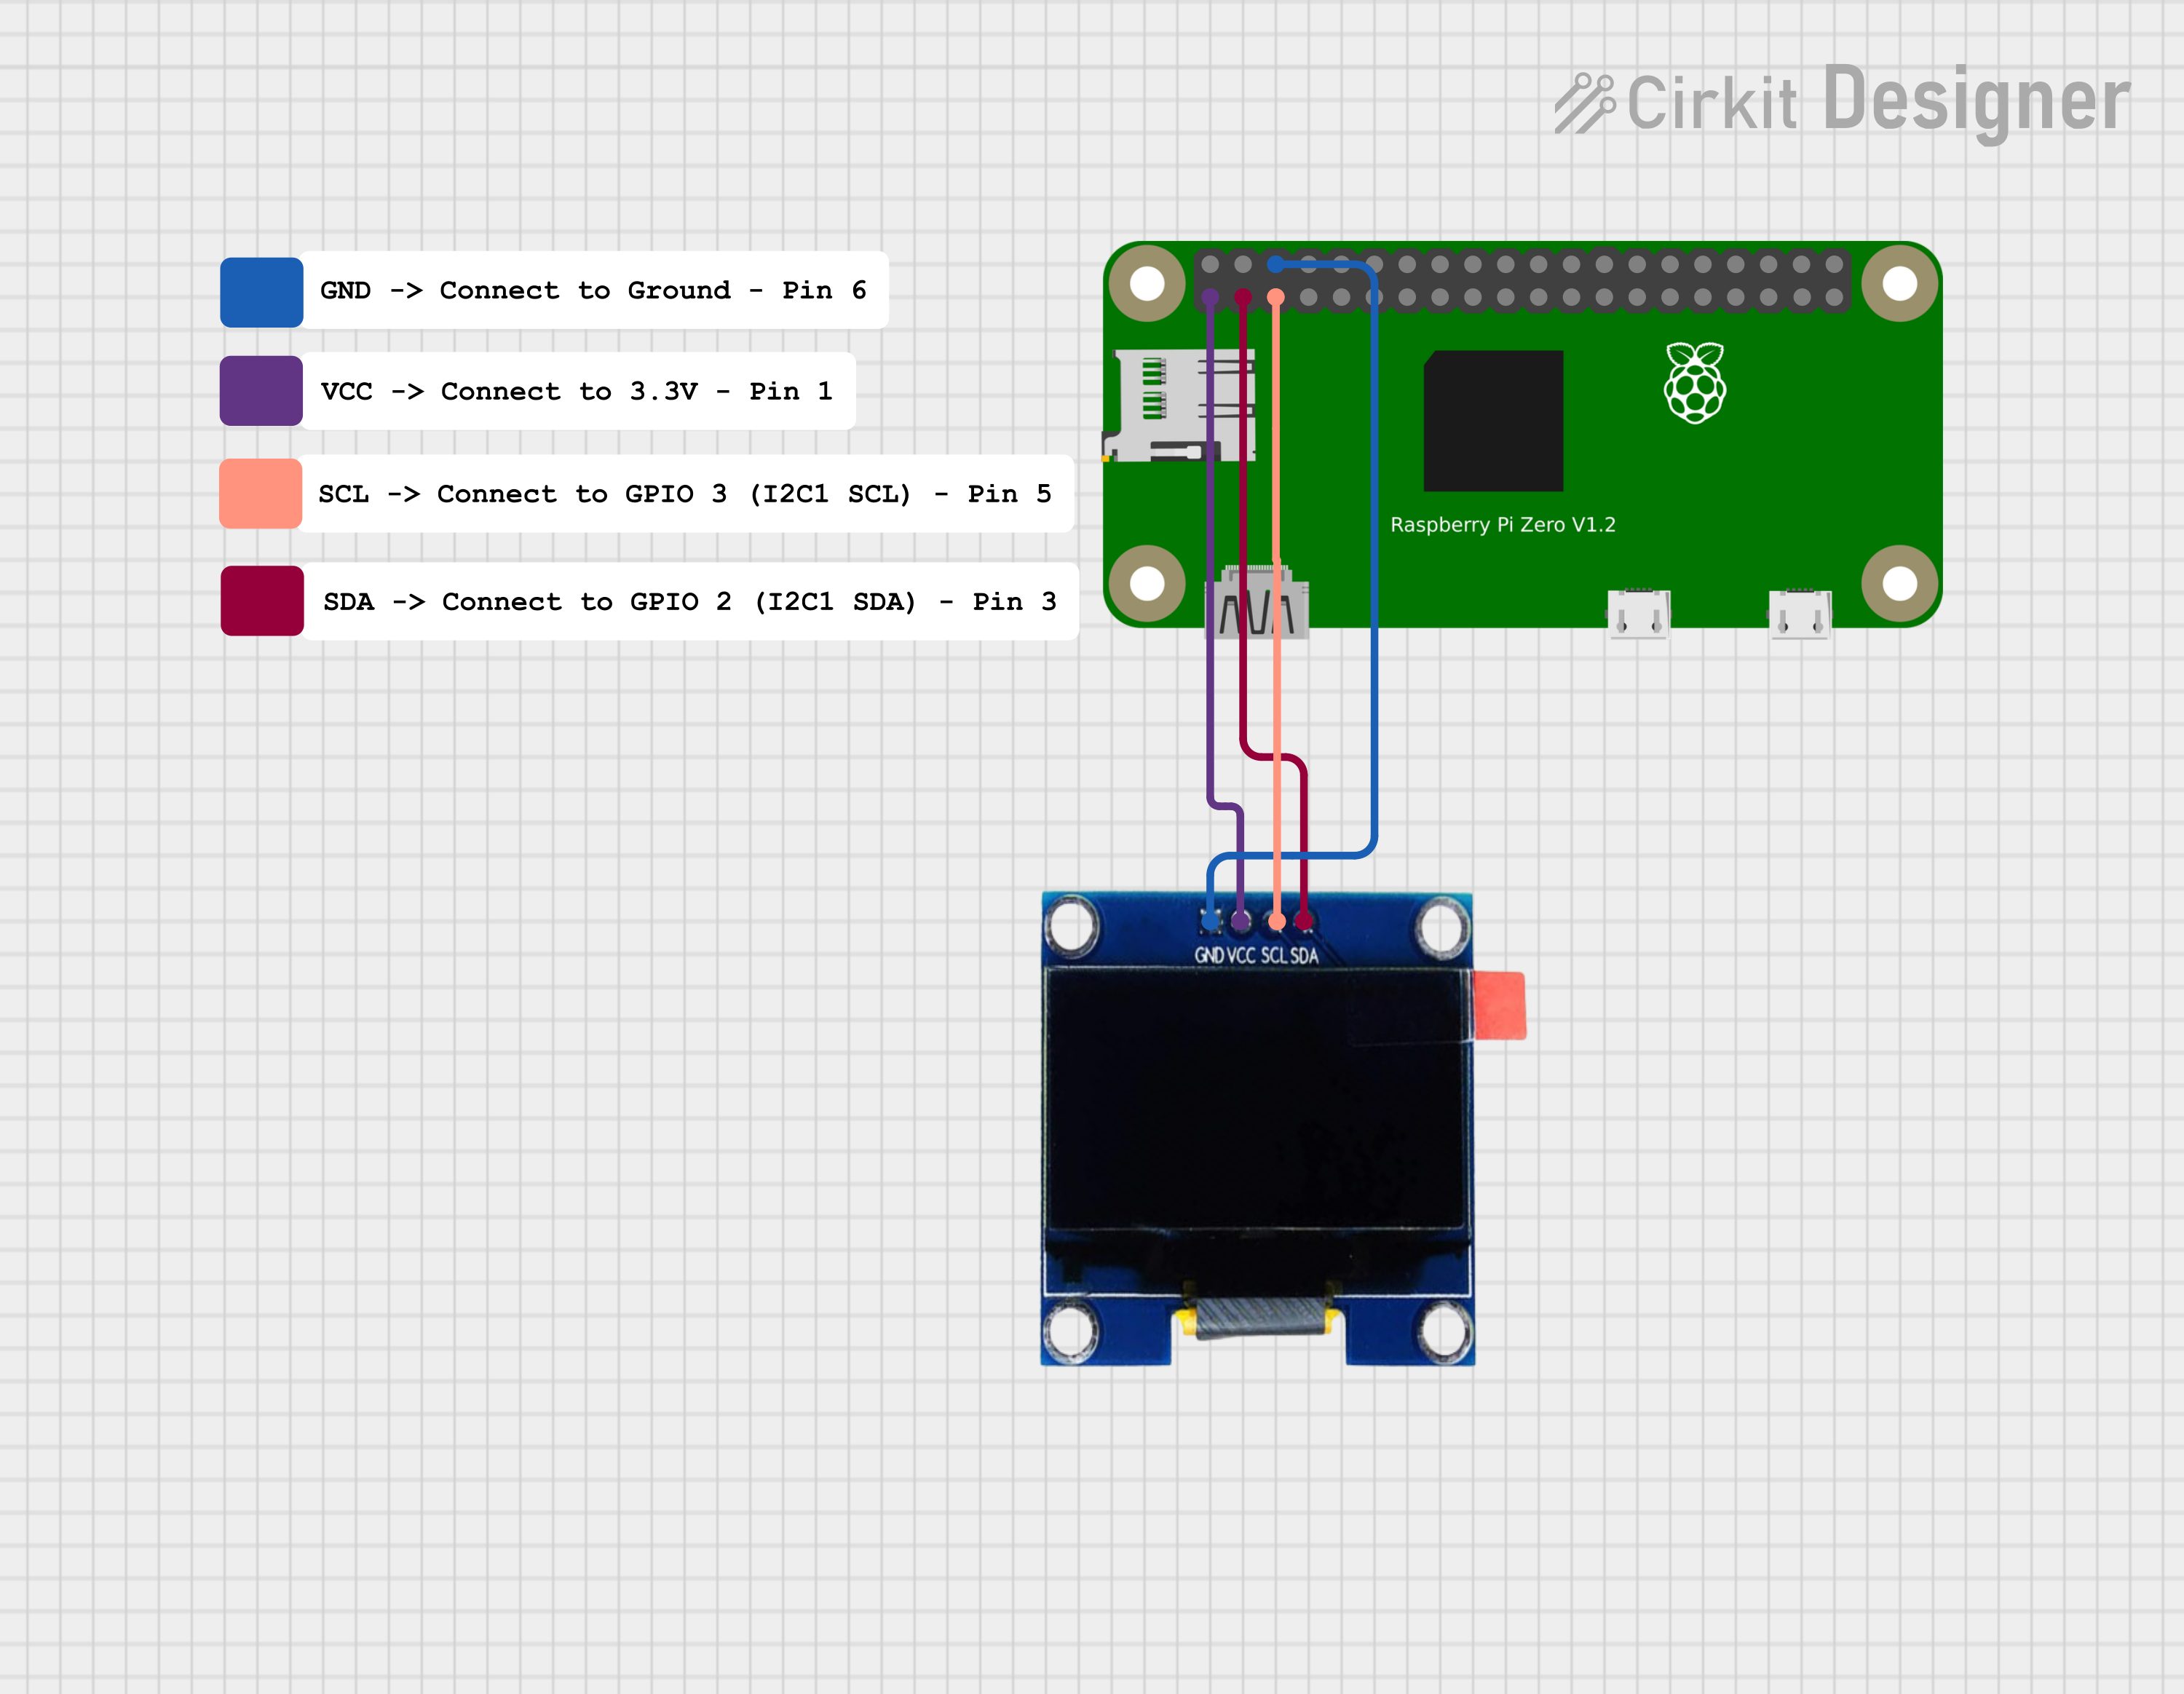 Cirkit Designer
GND -> Connect to Ground - Pin 6
VCC -> Connect to 3.3V - Pin 1
SCL -> Connect to GPIO 3 (I2C1 SCL) - Pin 5
SDA -> Connect to GPIO 2 (I2C1 SDA) - Pin 3
Raspberry Pi Zero V1.2
GND VCC SCL SDA